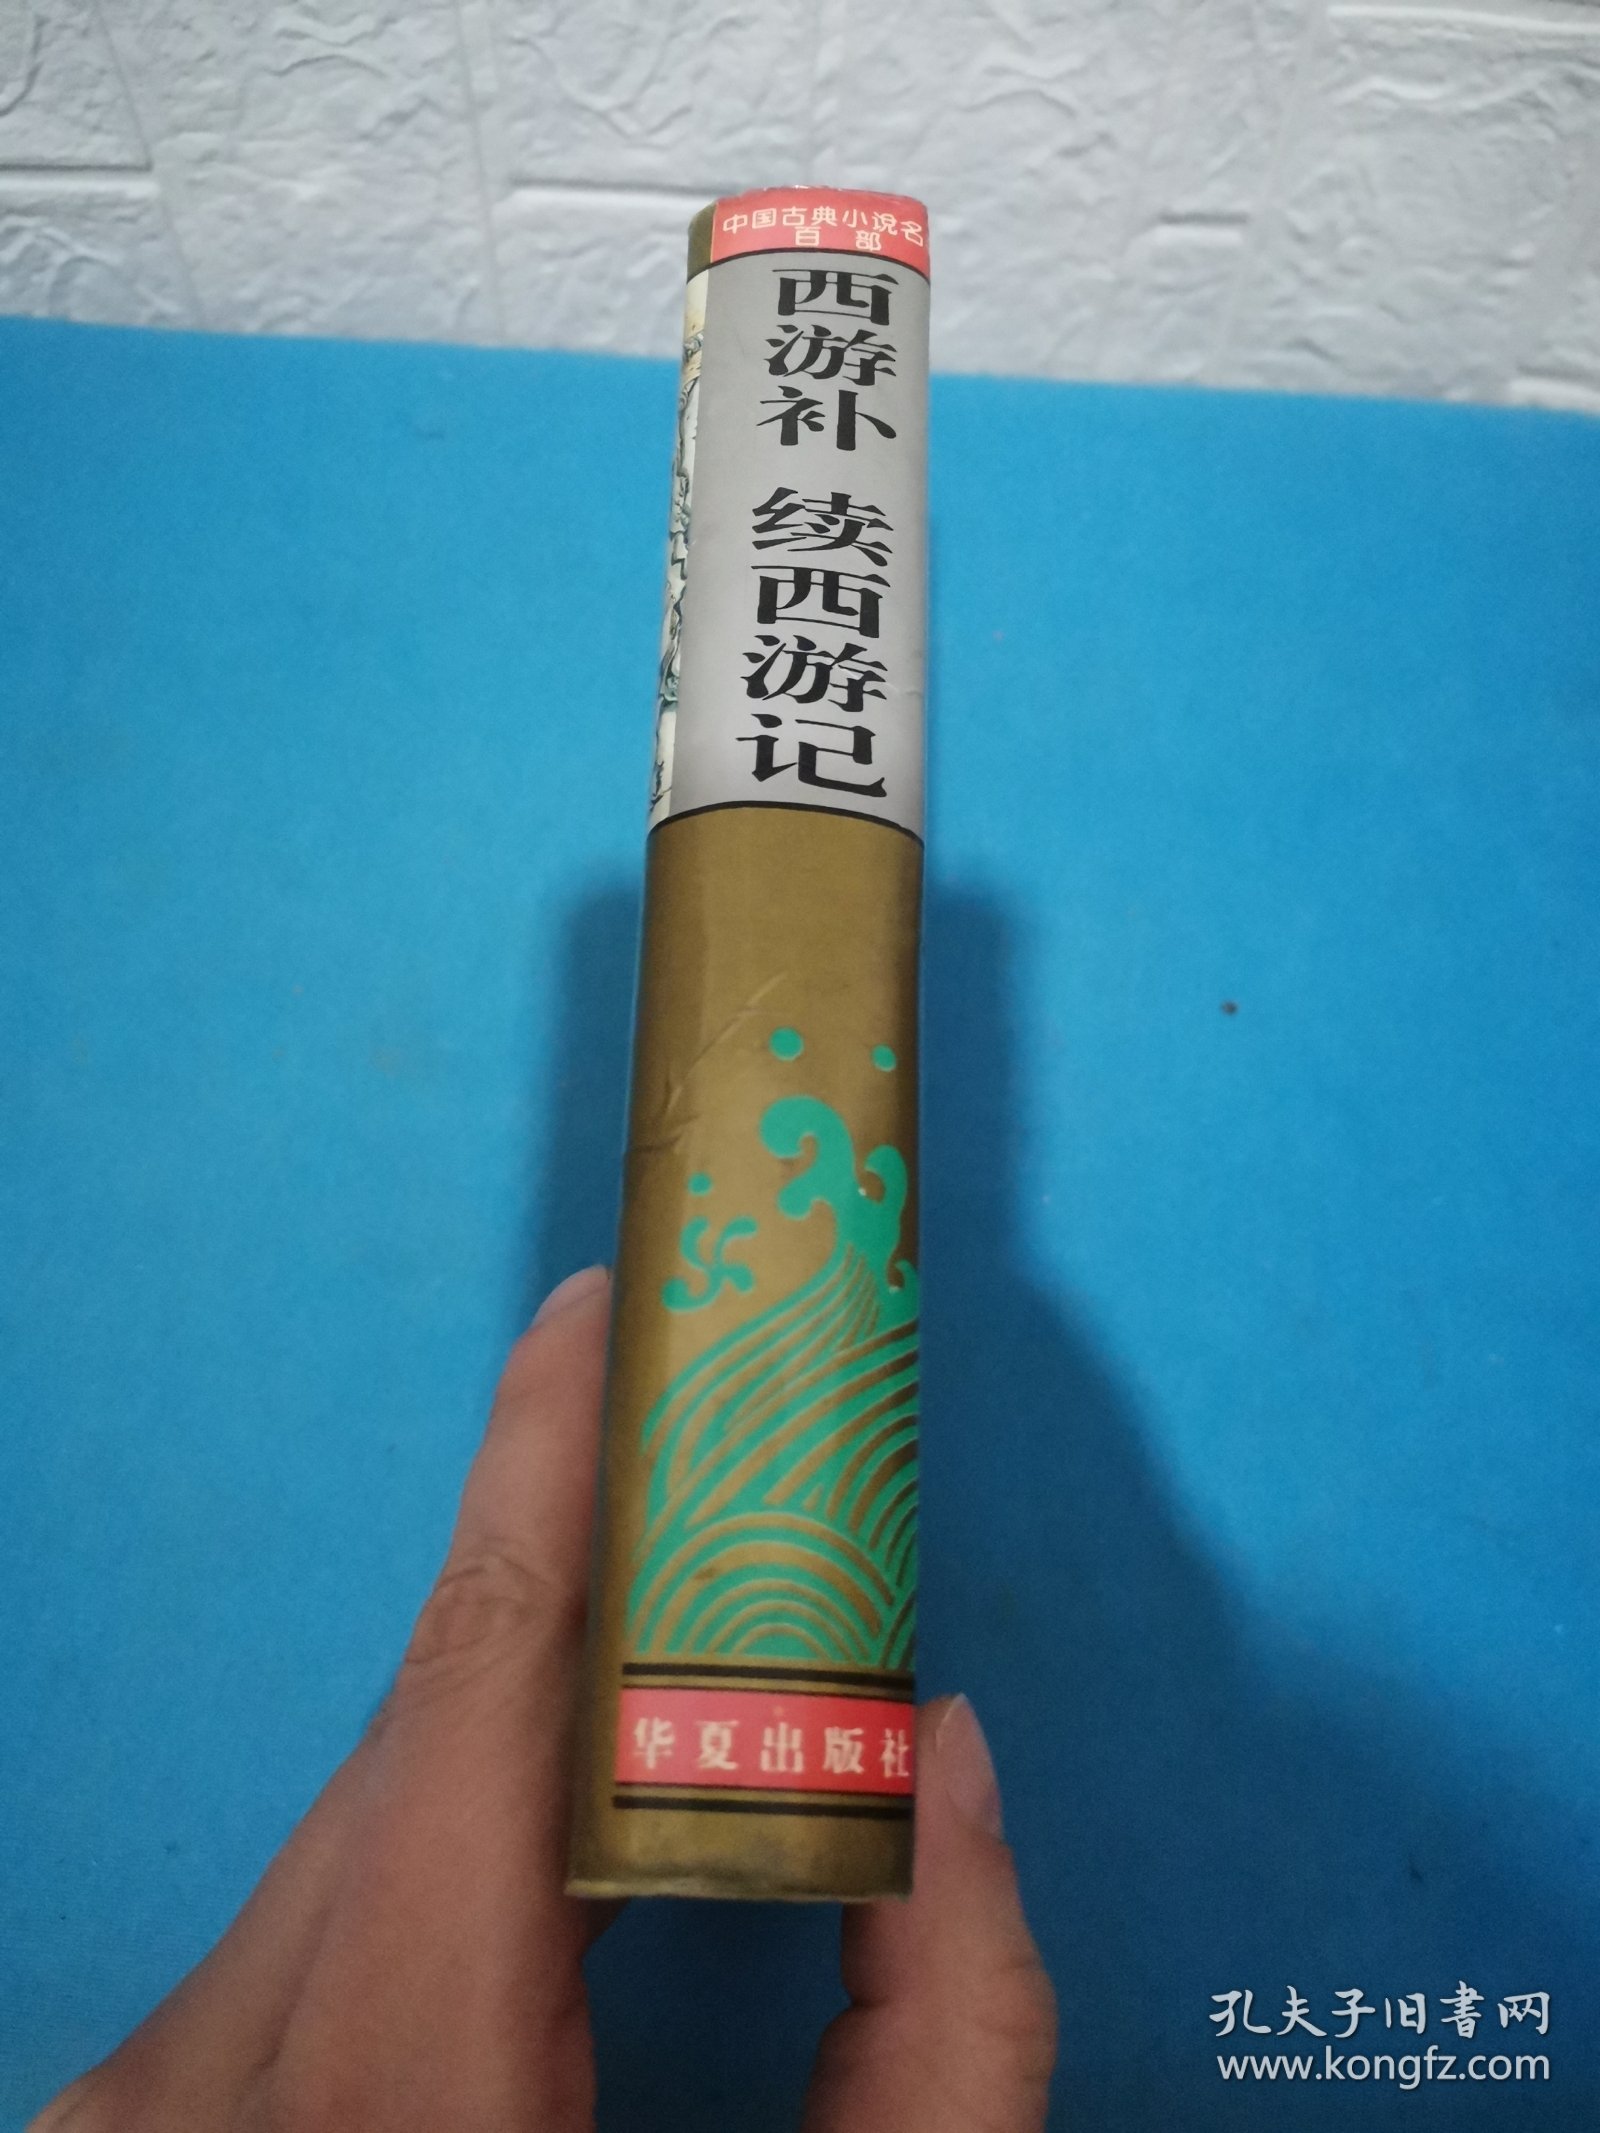 中国古典小说名
百部
西游补 续西游记
华夏出版社
孔夫子旧书网
www.kongfz.com